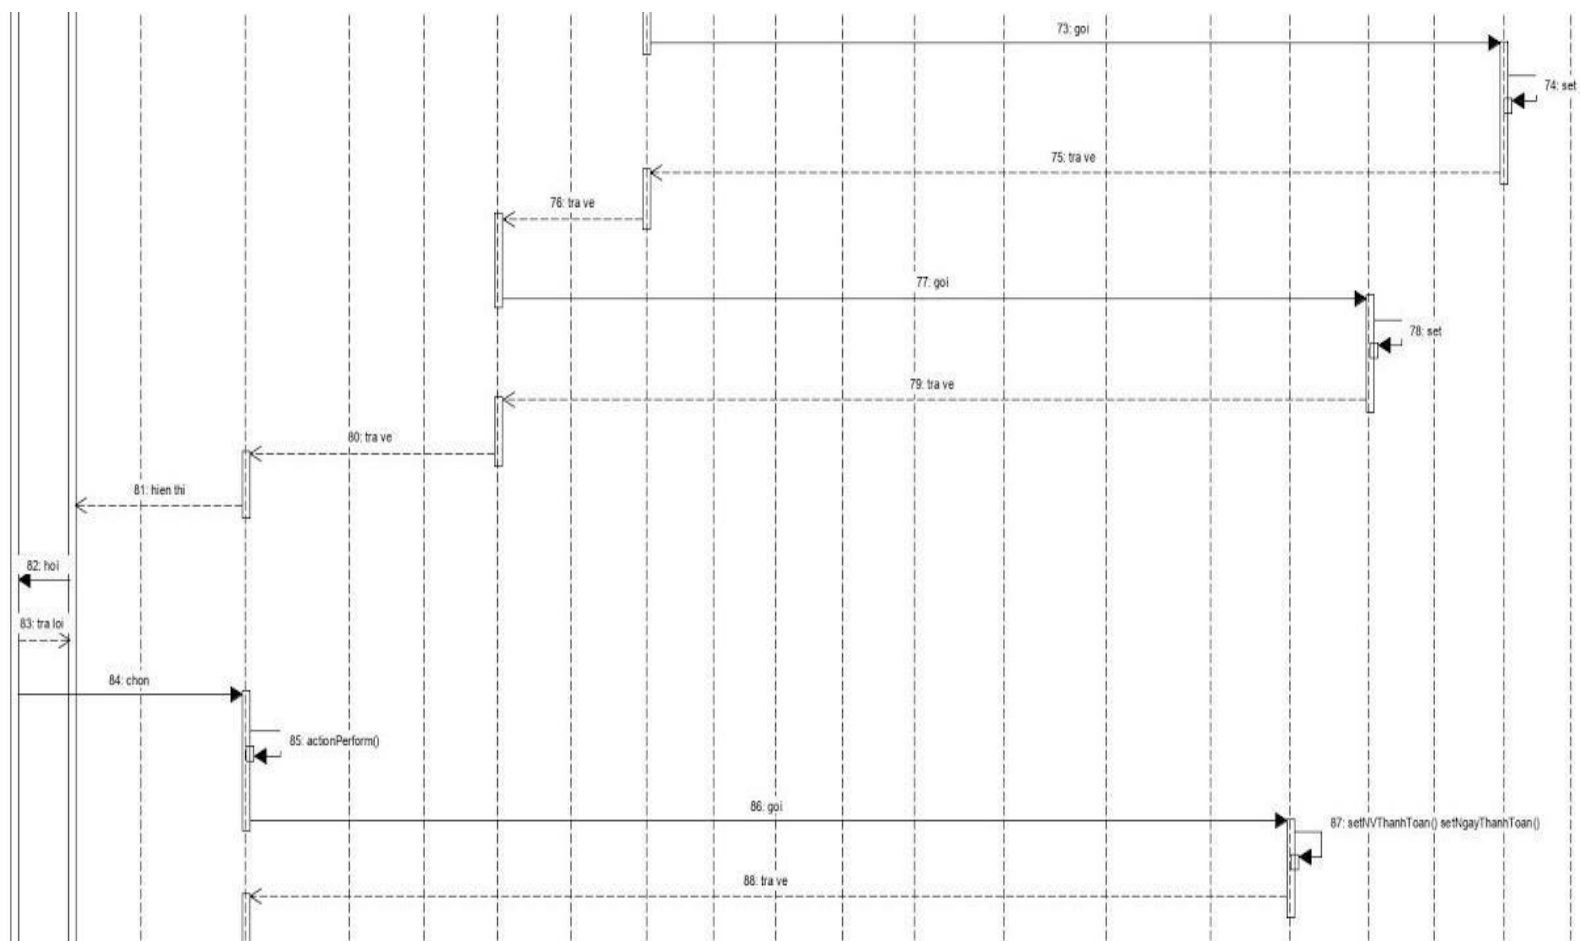 73: goi
74: set
75: tra ve
76: tra ve
77: goi
78: set
79: tra ve
80: tra ve
81: hien thi
82: hoi
83: tra loi
84: chon
85: actionPerform()
86: goi
87: setNVThanhToan() setNgayThanhToan()
88: tra ve